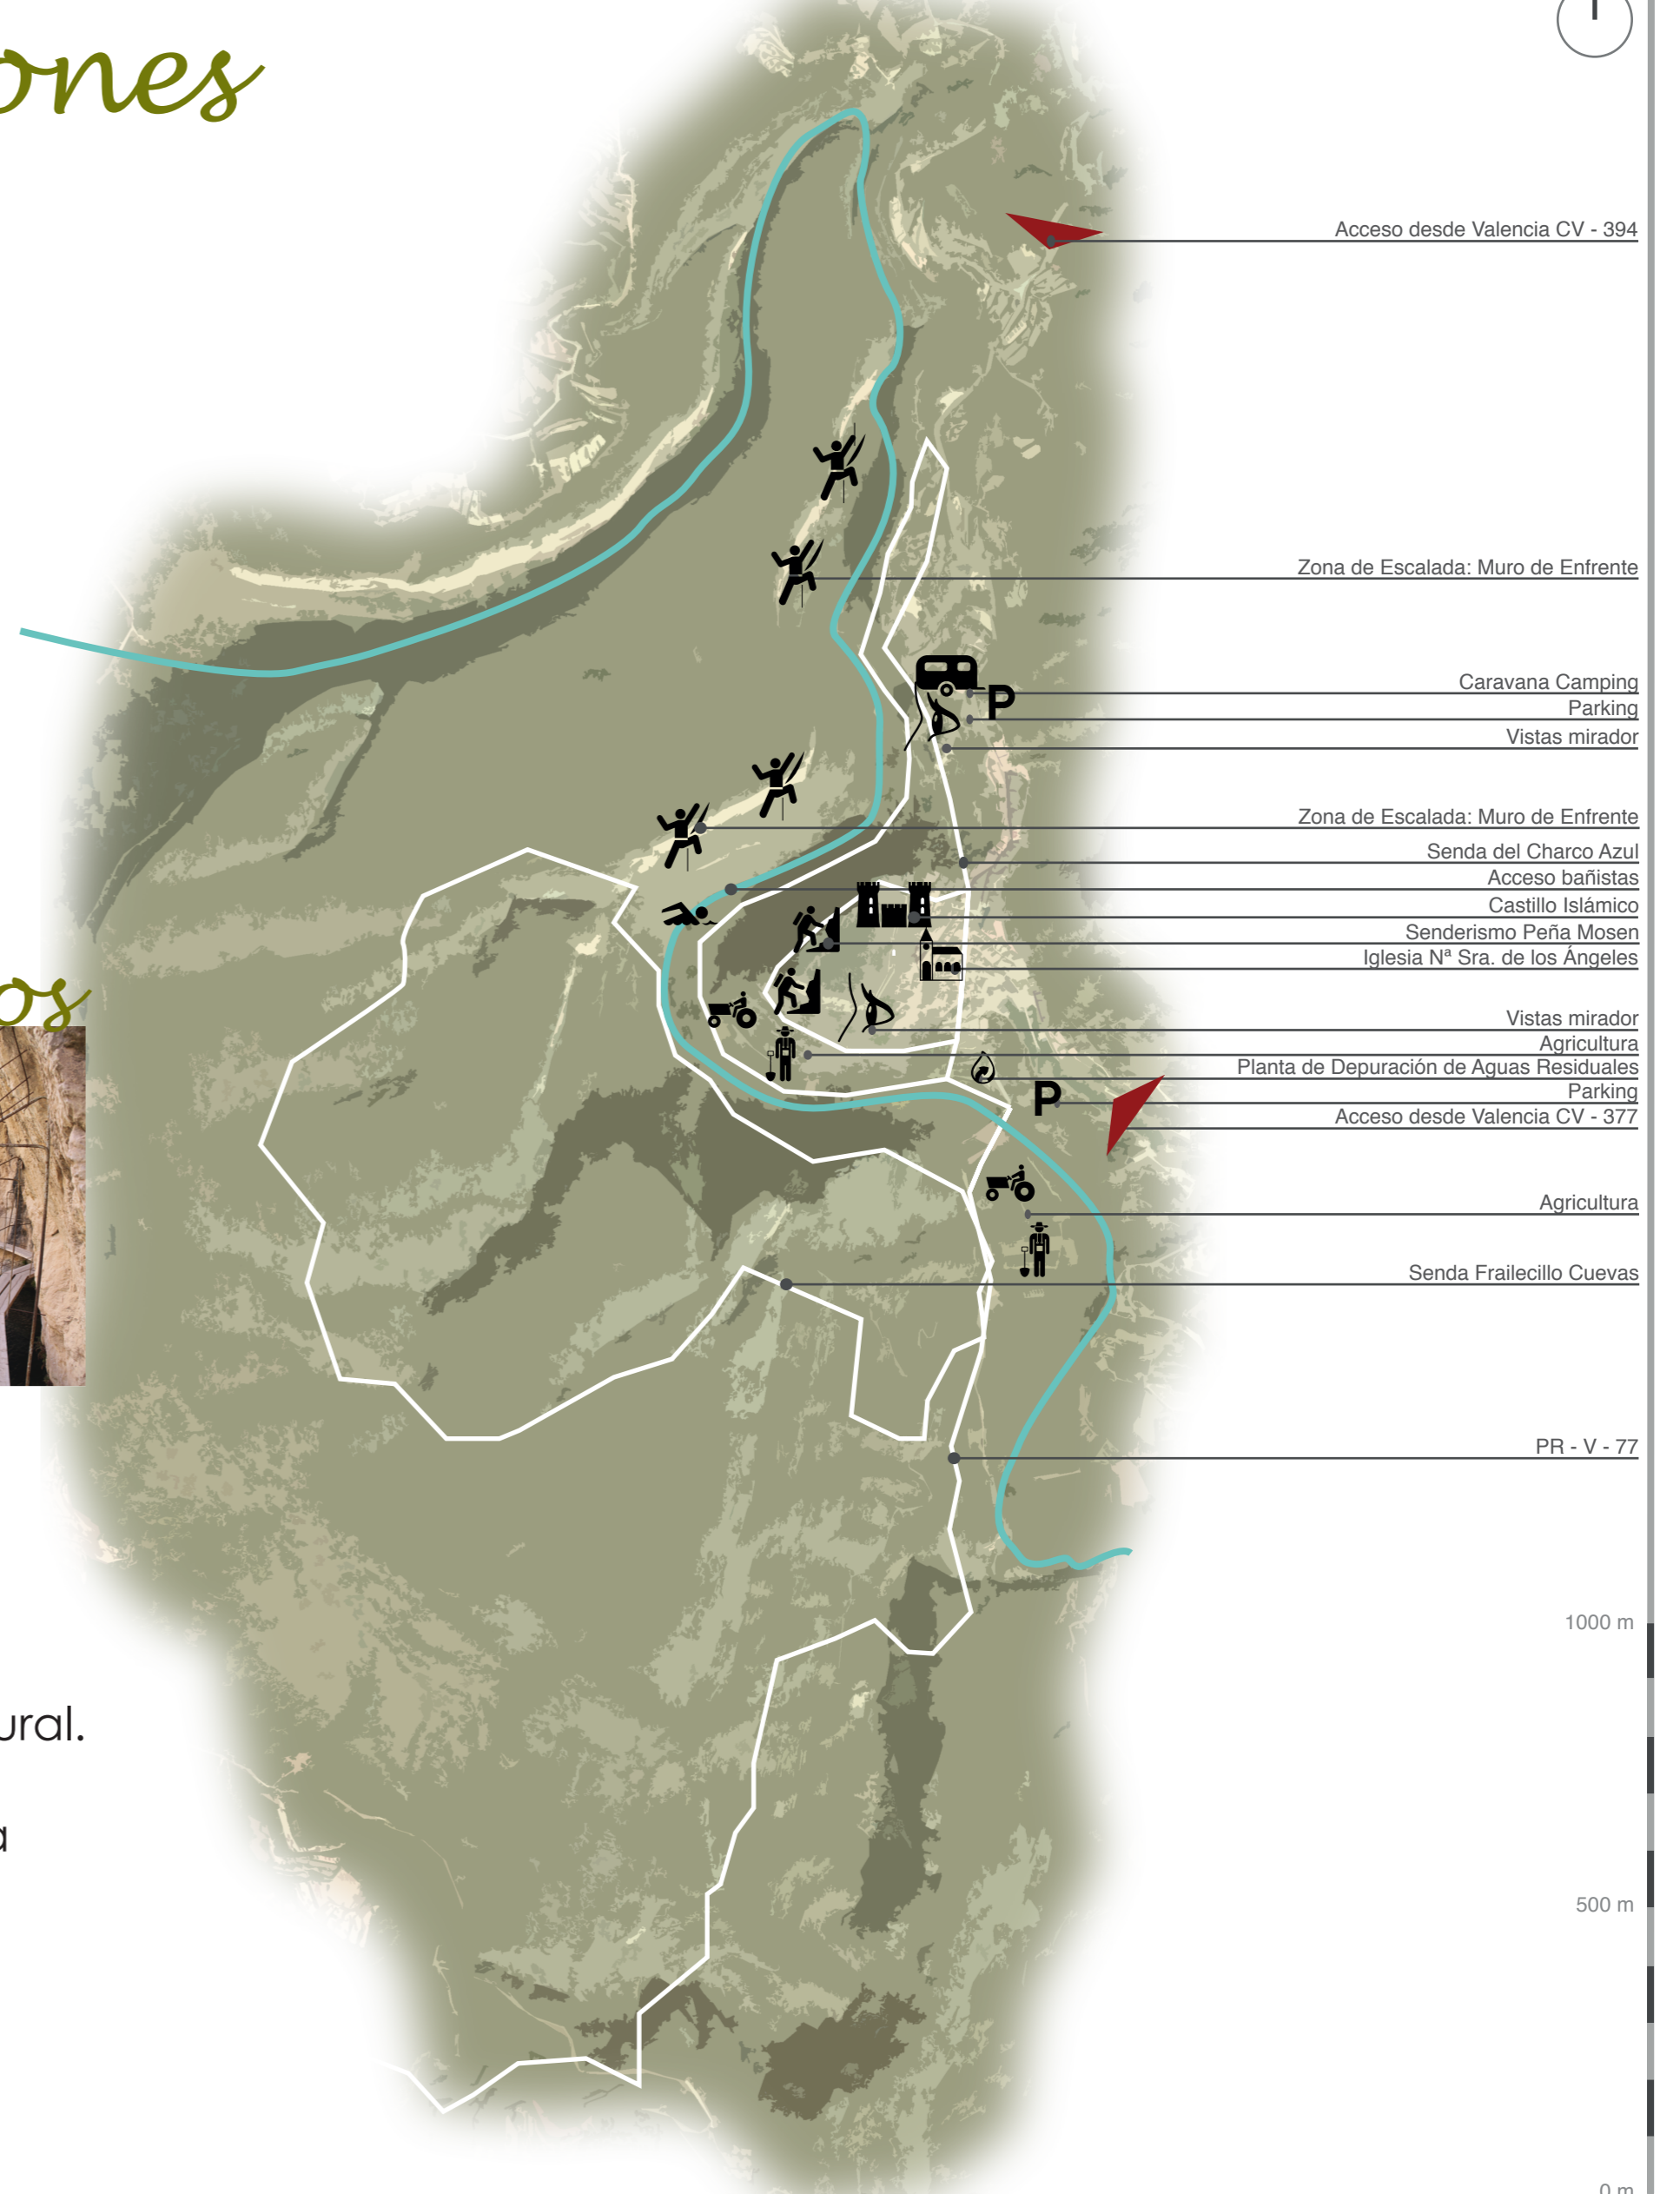 ones
Acceso desde Valencia CV - 394
Zona de Escalada: Muro de Enfrente
Caravana Camping
P
Parking
Vistas mirador
Zona de Escalada: Muro de Enfrente
Senda del Charco Azul
Acceso bañistas
Castillo Islámico
Senderismo Peña Mosen
Iglesia Nª Sra. de los Ángeles
os
Vistas mirador
Agricultura
Planta de Depuración de Aguas Residuales
P
Parking
Acceso desde Valencia CV - 377
Agricultura
Senda Frailecillo Cuevas
PR - V - 77
1000 m
ural.
a
500 m
0 m